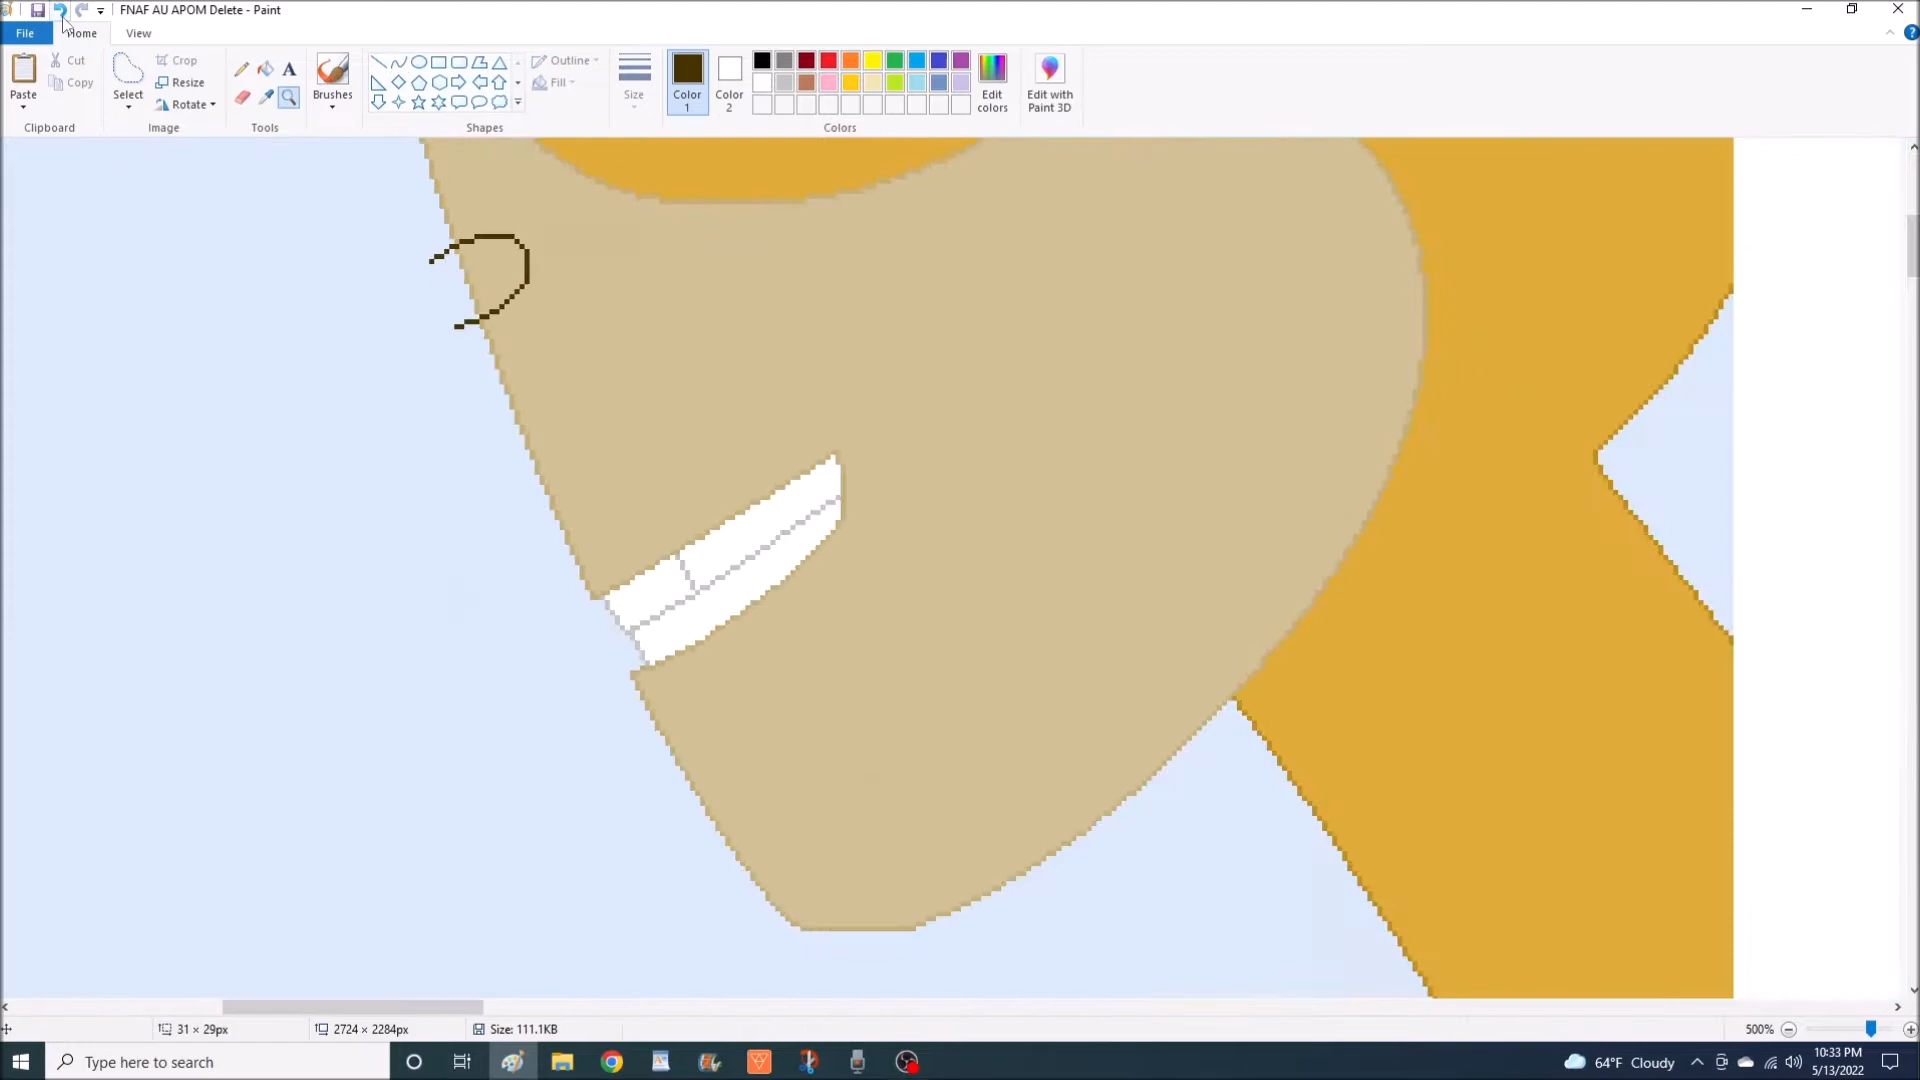 FNAF AU APOM Delete - Paint
File
Home
View
Paste
Cut
Copy
Clipboard
Select
Crop
Resize
Rotate
Image
A
Tools
Brushes
Shapes
Outline
Fill
Size
Color 1
Color 2
Edit colors
Colors
Edit with Paint 3D
31 × 29px
2724 × 2284px
Size: 111.1KB
500%
Type here to search
64°F Cloudy
10:33 PM
5/13/2022